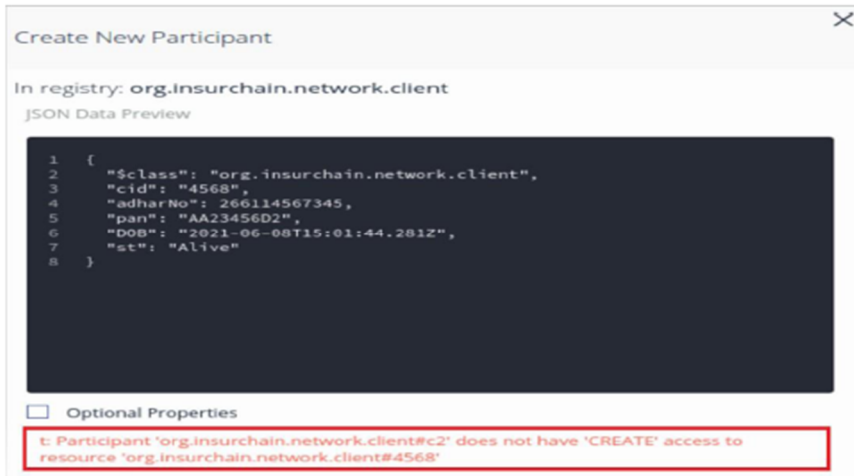 Create New Participant
In registry: org.insurchain.network.client
JSON Data Preview
1 {
2 "$class": "org.insurchain.network.client",
3 "cid": "4568",
4 "adharNo": 266114567345,
5 "pan": "AA23456D2",
6 "DOB": "2021-06-08T15:01:44.281Z",
7 "st": "Alive"
8 }
Optional Properties
t: Participant 'org.insurchain.network.client#c2' does not have 'CREATE' access to
resource 'org.insurchain.network.client#4568'